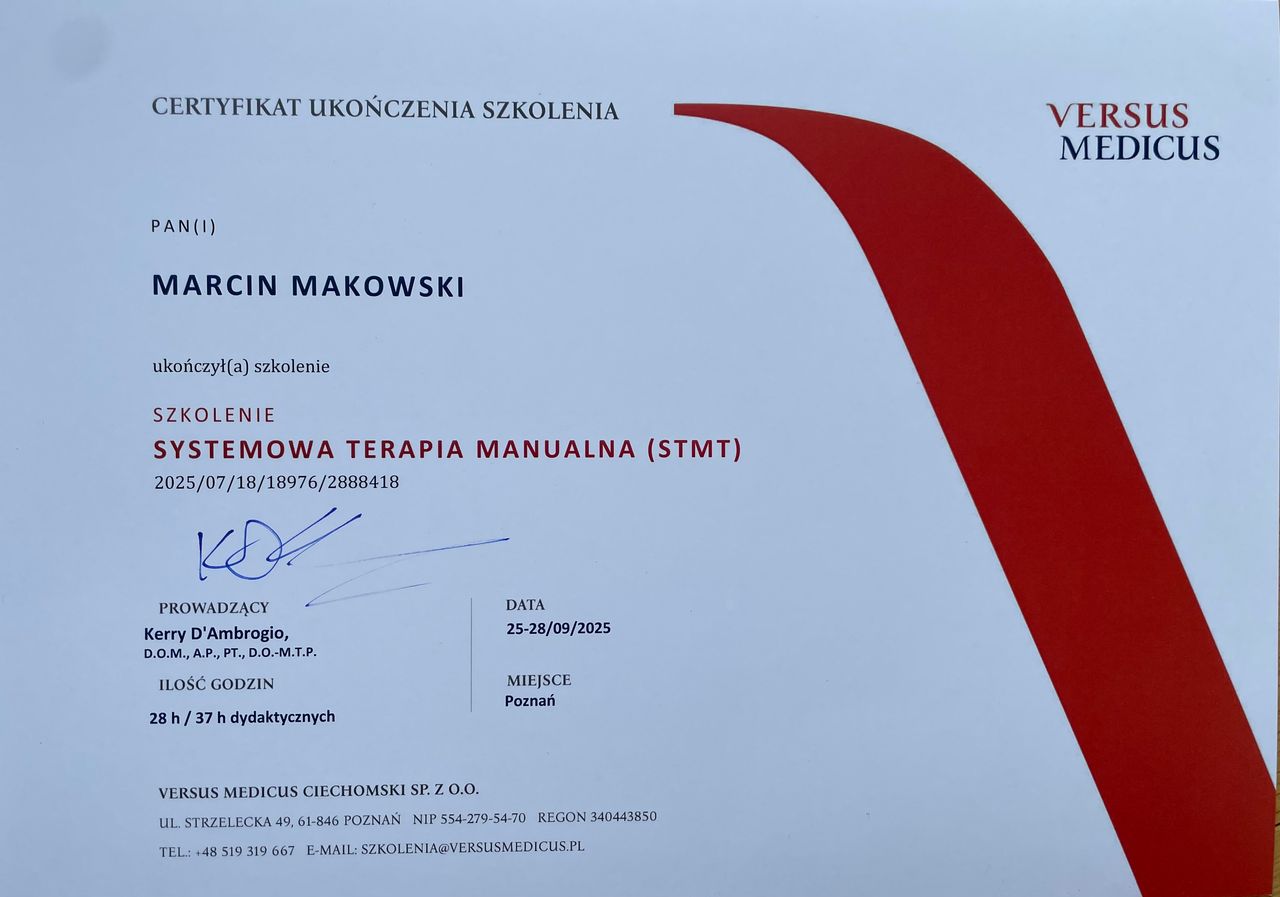 CERTYFIKAT UKOŃCZENIA SZKOLENIA
VERSUS
MEDICUS
PAN(I)
MARCIN MAKOWSKI
ukończył(a) szkolenie
SZKOLENIE
SYSTEMOWA TERAPIA MANUALNA (STMT)
2025/07/18/18976/2888418
PROWADZĄCY
Kerry D'Ambrogio,
D.O.M., A.P., PT., D.O.-M.T.P.
ILOŚĆ GODZIN
28 h / 37 h dydaktycznych
DATA
25-28/09/2025
MIEJSCE
Poznań
VERSUS MEDICUS CIECHOMSKI SP. Z O.O.
UL. STRZELECKA 49, 61-846 POZNAŃ NIP 554-279-54-70 REGON 340443850
TEL.: +48 519 319 667 E-MAIL: SZKOLENIA@VERSUSMEDICUS.PL